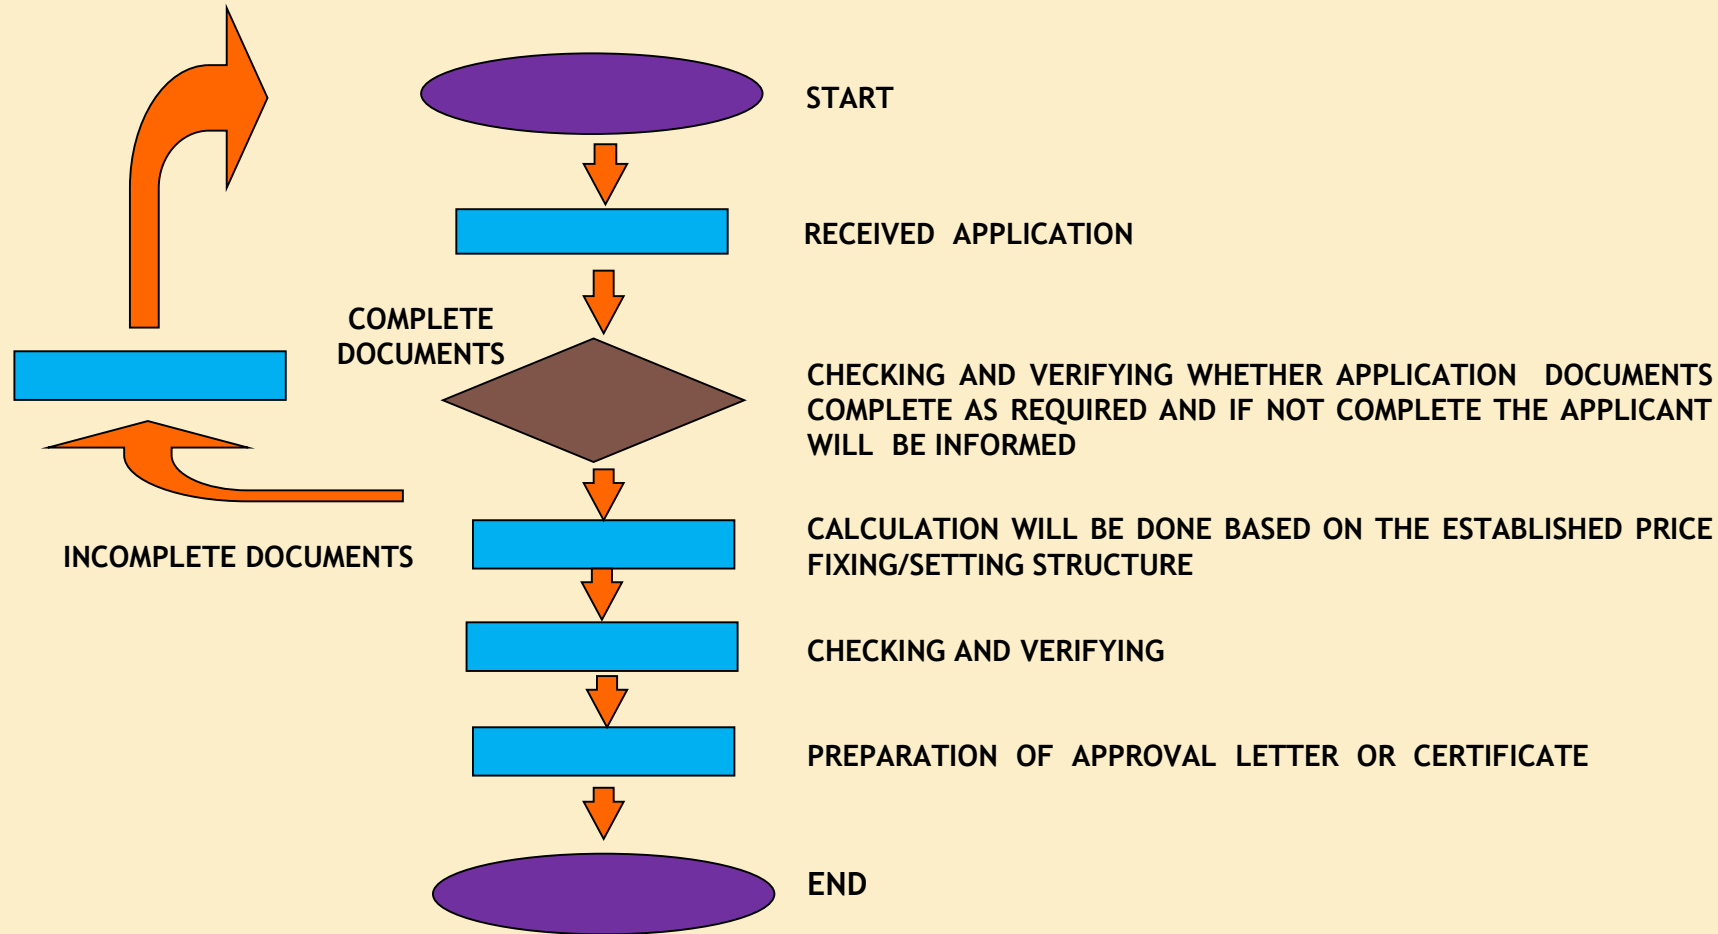 START
RECEIVED APPLICATION
COMPLETE
DOCUMENTS
CHECKING AND VERIFYING WHETHER APPLICATION DOCUMENTS
COMPLETE AS REQUIRED AND IF NOT COMPLETE THE APPLICANT
WILL BE INFORMED
CALCULATION WILL BE DONE BASED ON THE ESTABLISHED PRICE
FIXING/SETTING STRUCTURE
INCOMPLETE DOCUMENTS
CHECKING AND VERIFYING
PREPARATION OF APPROVAL LETTER OR CERTIFICATE
END